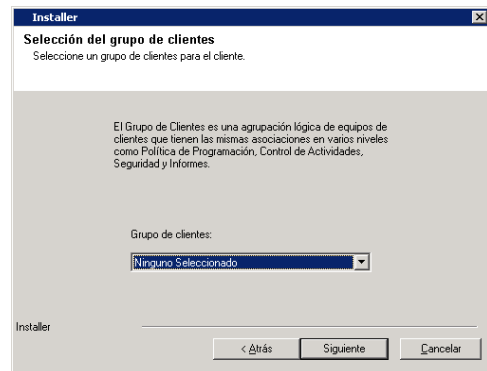 Installer
Selección del grupo de clientes
Seleccione un grupo de clientes para el cliente.
El Grupo de Clientes es una agrupación lógica de equipos de
clientes que tienen las mismas asociaciones en varios niveles
como Política de Programación, Control de Actividades,
Seguridad y Informes.
Grupo de clientes:
Ninguno Seleccionado
Installer
< Atrás
Siguiente
Cancelar